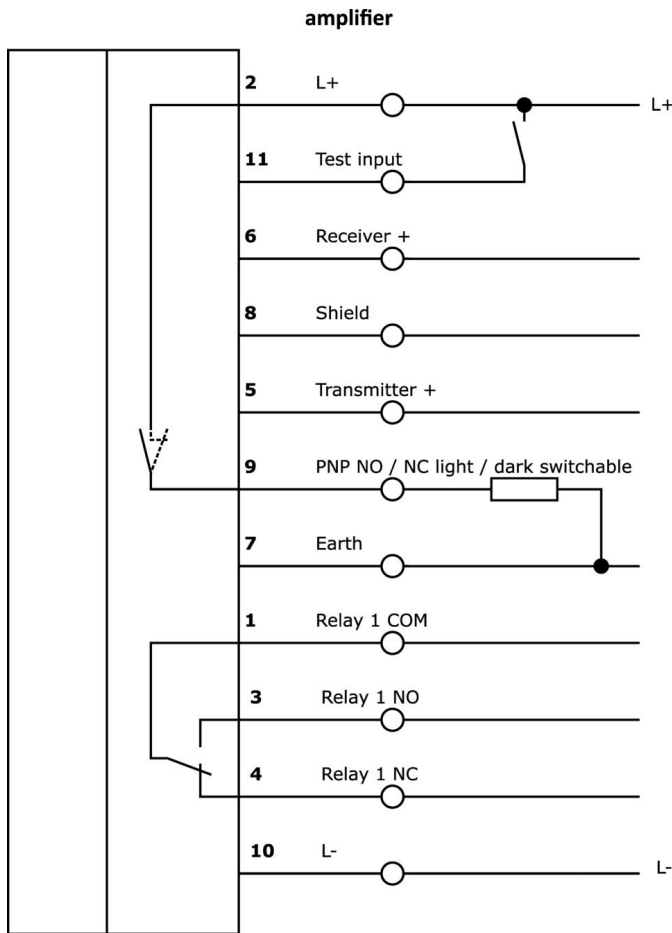 amplifier
2 L+
L+
11 Test input
6 Receiver +
8 Shield
5 Transmitter +
9 PNP NO / NC light / dark switchable
7 Earth
1 Relay 1 COM
3 Relay 1 NO
4 Relay 1 NC
10 L-
L-